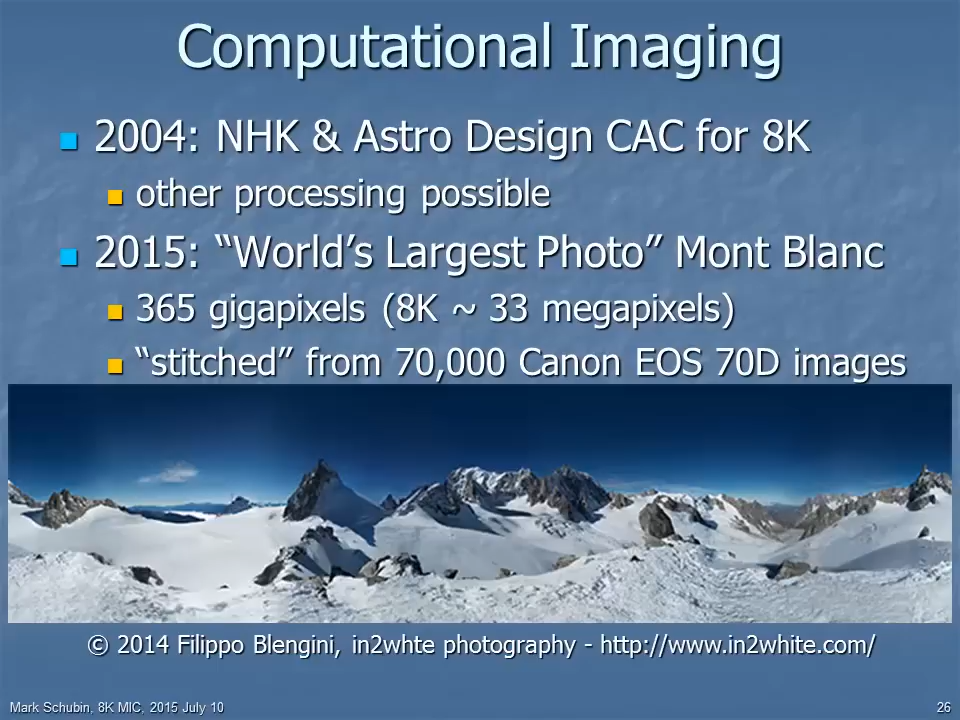 Computational Imaging
2004: NHK & Astro Design CAC for 8K
other processing possible
2015: “World’s Largest Photo” Mont Blanc
365 gigapixels (8K ~ 33 megapixels)
“stitched” from 70,000 Canon EOS 70D images
© 2014 Filippo Blengini, in2whte photography - http://www.in2white.com/
Mark Schubin, 8K MIC, 2015 July 10
26